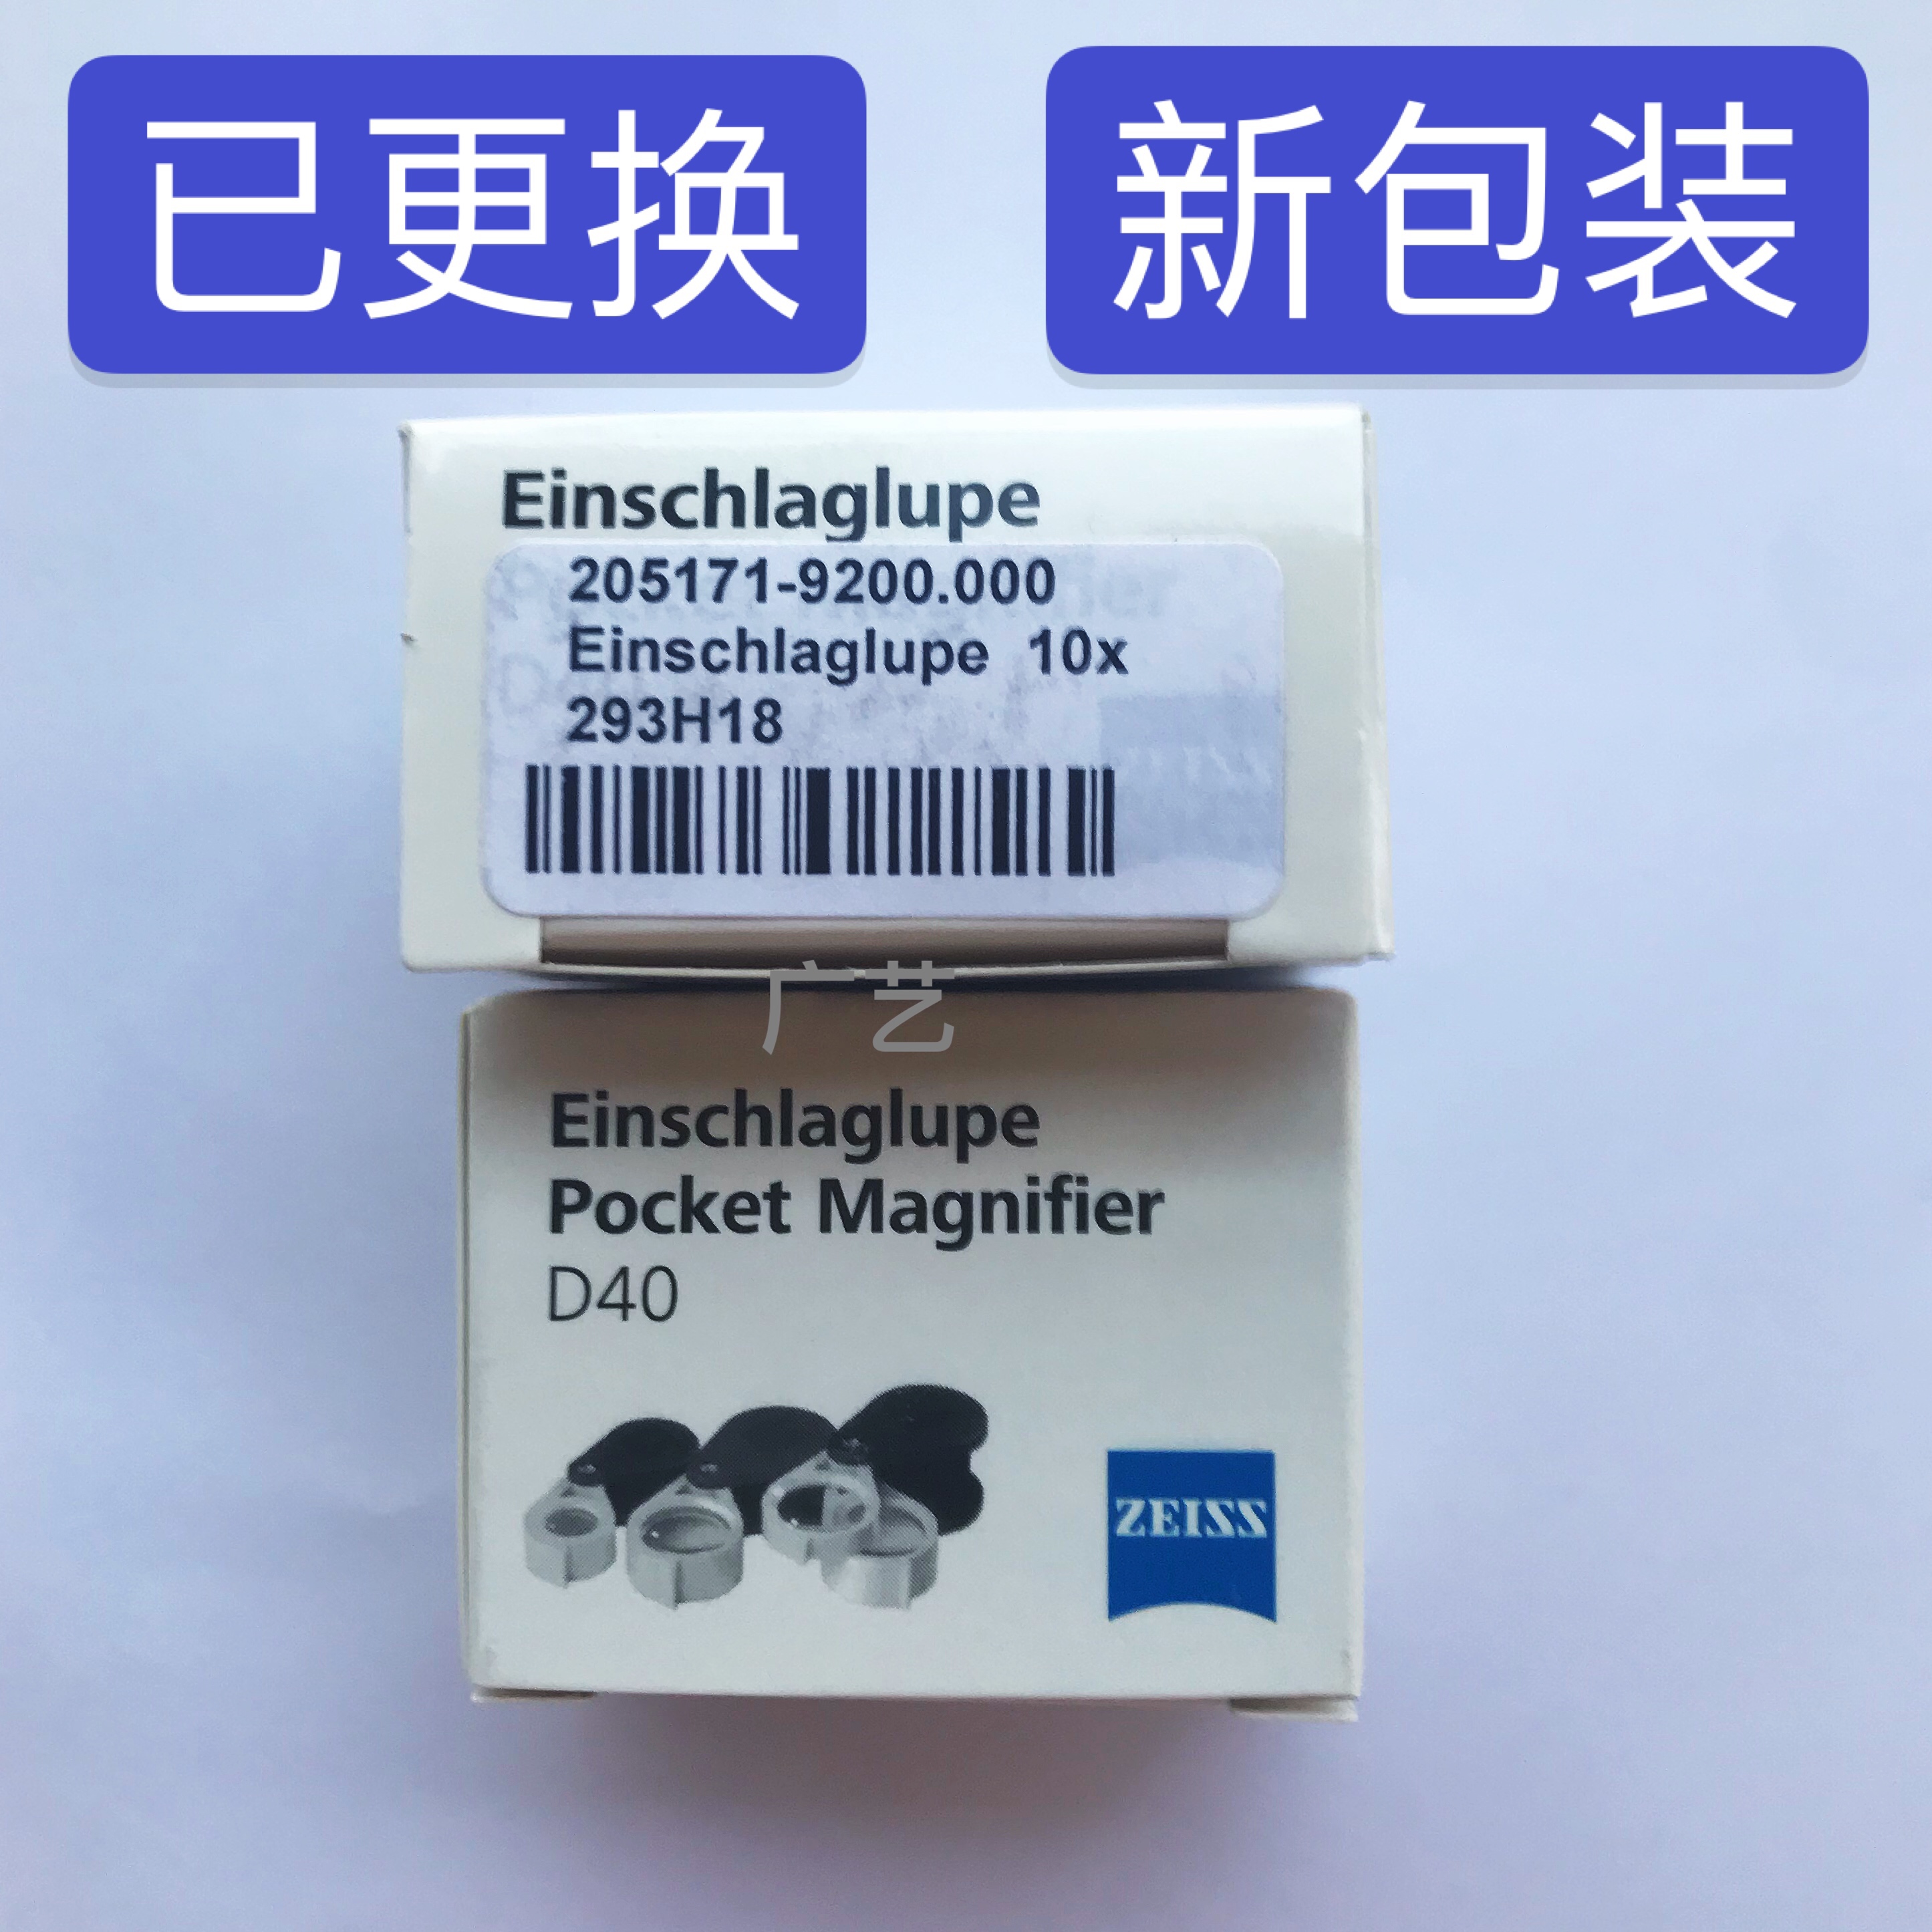 已更换
新包装
Einschlaglupe
205171-9200.000
Einschlaglupe 10x
293H18
广艺
Einschlaglupe
Pocket Magnifier
D40
ZEISS